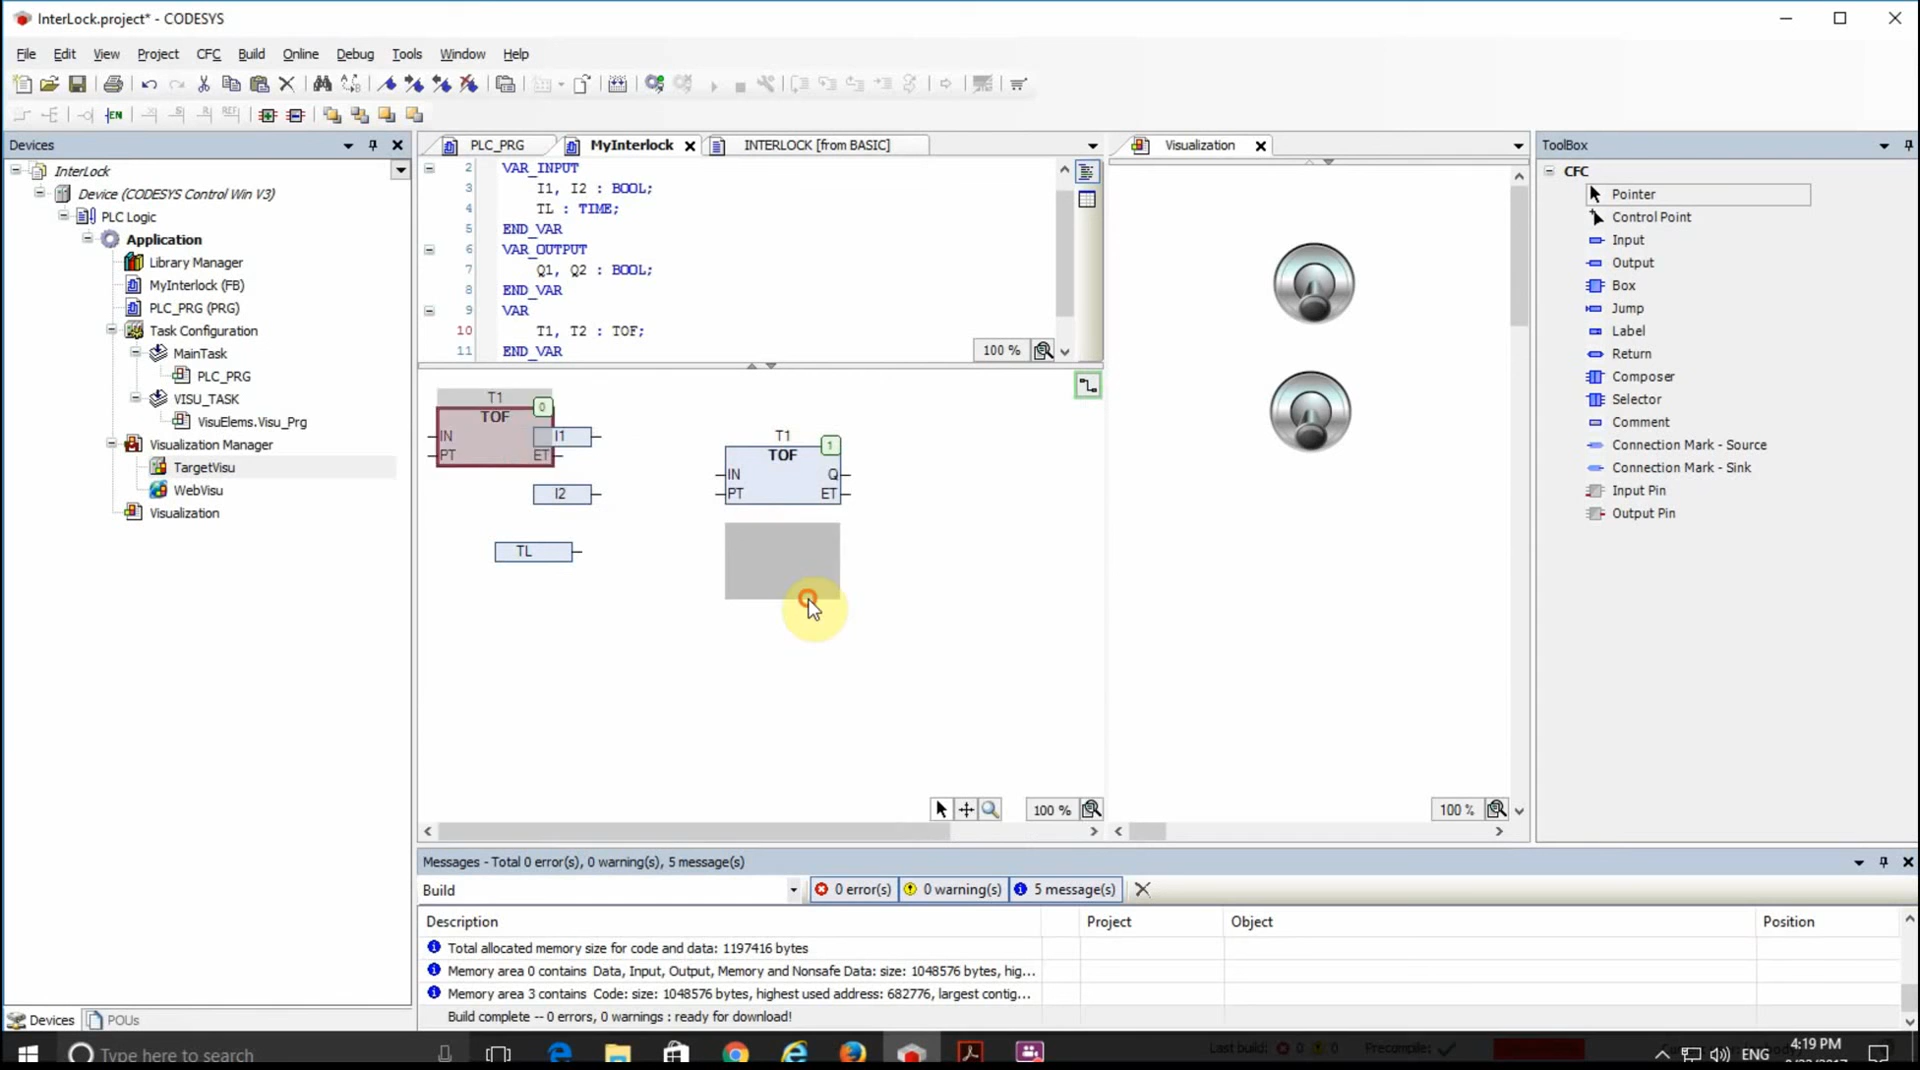 InterLock.project* - CODESYS
File Edit View Project CFC Build Online Debug Tools Window Help
Devices
InterLock
Device (CODESYS Control Win V3)
PLC Logic
Application
Library Manager
MyInterlock (FB)
PLC_PRG (PRG)
Task Configuration
MainTask
PLC_PRG
VISU_TASK
VisuElems.Visu_Prg
Visualization Manager
TargetVisu
WebVisu
Visualization
Devices POUs
PLC_PRG MyInterlock INTERLOCK [from BASIC]
2 VAR_INPUT
3 I1, I2 : BOOL;
4 TL : TIME;
5 END_VAR
6 VAR_OUTPUT
7 Q1, Q2 : BOOL;
8 END_VAR
9 VAR
10 T1, T2 : TOF;
11 END_VAR
100 %
T1
TOF 0
IN
PT ET
I1
I2
TL
T1
TOF 1
IN Q
PT ET
100 %
Visualization
100 %
ToolBox
CFC
Pointer
Control Point
Input
Output
Box
Jump
Label
Return
Composer
Selector
Comment
Connection Mark - Source
Connection Mark - Sink
Input Pin
Output Pin
Messages - Total 0 error(s), 0 warning(s), 5 message(s)
Build 0 error(s) 0 warning(s) 5 message(s)
Description Project Object Position
Total allocated memory size for code and data: 1197416 bytes
Memory area 0 contains Data, Input, Output, Memory and Nonsafe Data: size: 1048576 bytes, hig...
Memory area 3 contains Code: size: 1048576 bytes, highest used address: 682776, largest contig...
Build complete -- 0 errors, 0 warnings : ready for download!
Type here to search
Last build: 0 0 Precompile:
ENG
4:19 PM